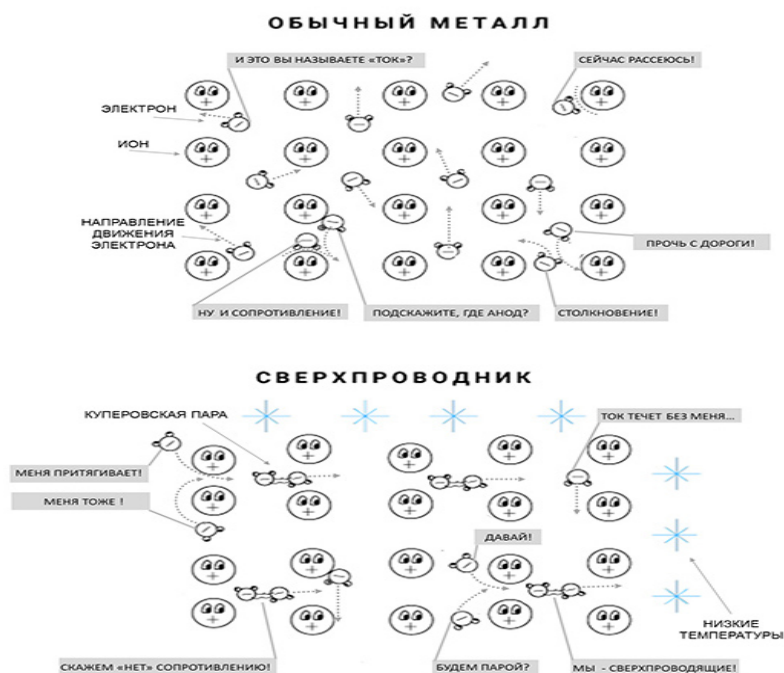 ОБЫЧНЫЙ МЕТАЛЛ
И ЭТО ВЫ НАЗЫВАЕТЕ «ТОК»?
СЕЙЧАС РАССЕЮСЬ!
ЭЛЕКТРОН
ИОН
НАПРАВЛЕНИЕ
ДВИЖЕНИЯ
ЭЛЕКТРОНА
ПРОЧЬ С ДОРОГИ!
НУ И СОПРОТИВЛЕНИЕ!
ПОДСКАЖИТЕ, ГДЕ АНОД?
СТОЛКНОВЕНИЕ!
СВЕРХПРОВОДНИК
КУПЕРОВСКАЯ ПАРА
ТОК ТЕЧЕТ БЕЗ МЕНЯ...
МЕНЯ ПРИТЯГИВАЕТ!
МЕНЯ ТОЖЕ !
ДАВАЙ!
НИЗКИЕ
ТЕМПЕРАТУРЫ
СКАЖЕМ «НЕТ» СОПРОТИВЛЕНИЮ!
БУДЕМ ПАРОЙ?
МЫ - СВЕРХПРОВОДЯЩИЕ!